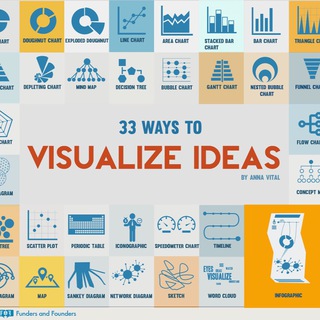 CHART
DOUGHNUT CHART
EXPLODED DOUGHNUT
LINE CHART
AREA CHART
STACKED BAR
CHART
BAR CHART
TRIANGLE C
CHART
DEPLETING CHART
MIND MAP
DECISION TREE
BUBBLE CHART
GANTT CHART
NESTED BUBBLE
CHART
FUNNEL CHA
33 WAYS TO
VISUALIZE IDEAS
BY ANNA VITAL
CHART
FLOW CHA
AGRAM
CONCEPT M
TREE
SCATTER PLOT
PERIODIC TABLE
ICONOGRAPHIC
SPEEDOMETER CHART
TIMELINE
AGRAM
MAP
SANKEY DIAGRAM
NETWORK DIAGRAM
SKETCH
VISUALIZE
WORD CLOUD
INFOGRAPHIC
Funders and Founders